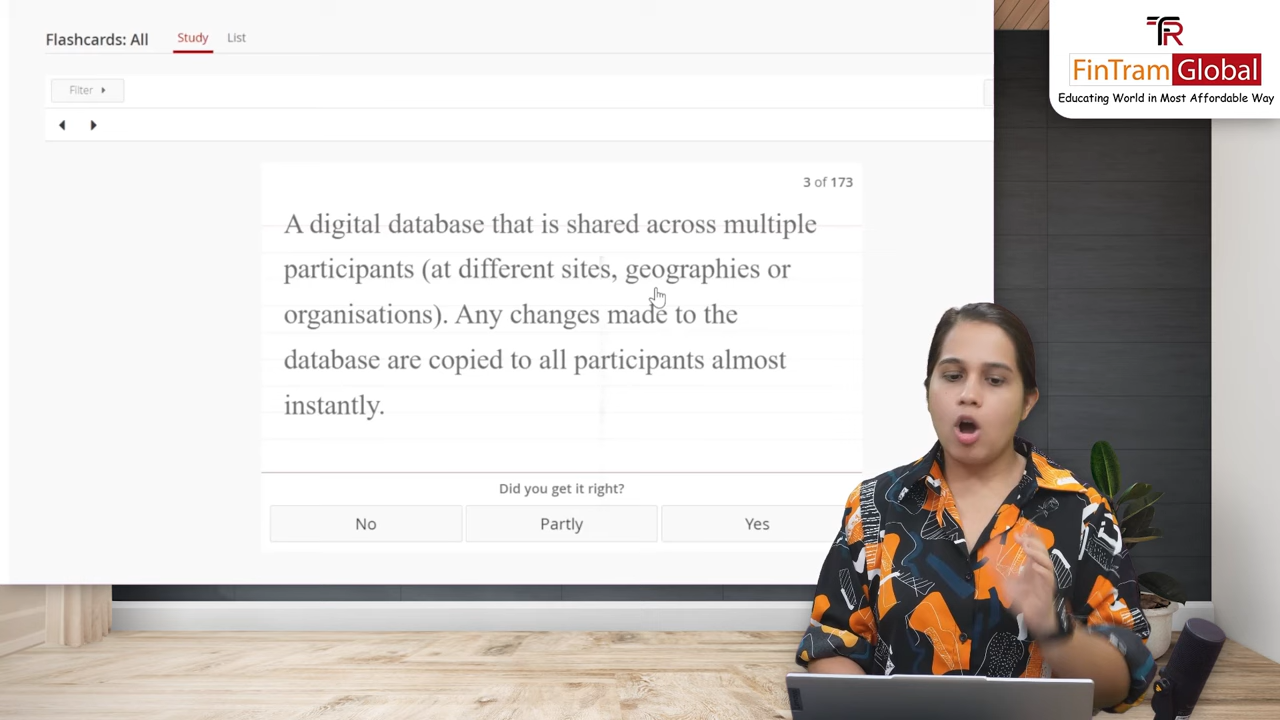 Flashcards: All
Study
List
Filter
3 of 173
A digital database that is shared across multiple
participants (at different sites, geographies or
organisations). Any changes made to the
database are copied to all participants almost
instantly.
Did you get it right?
No
Partly
Yes
TR
FinTram Global
Educating World in Most Affordable Way